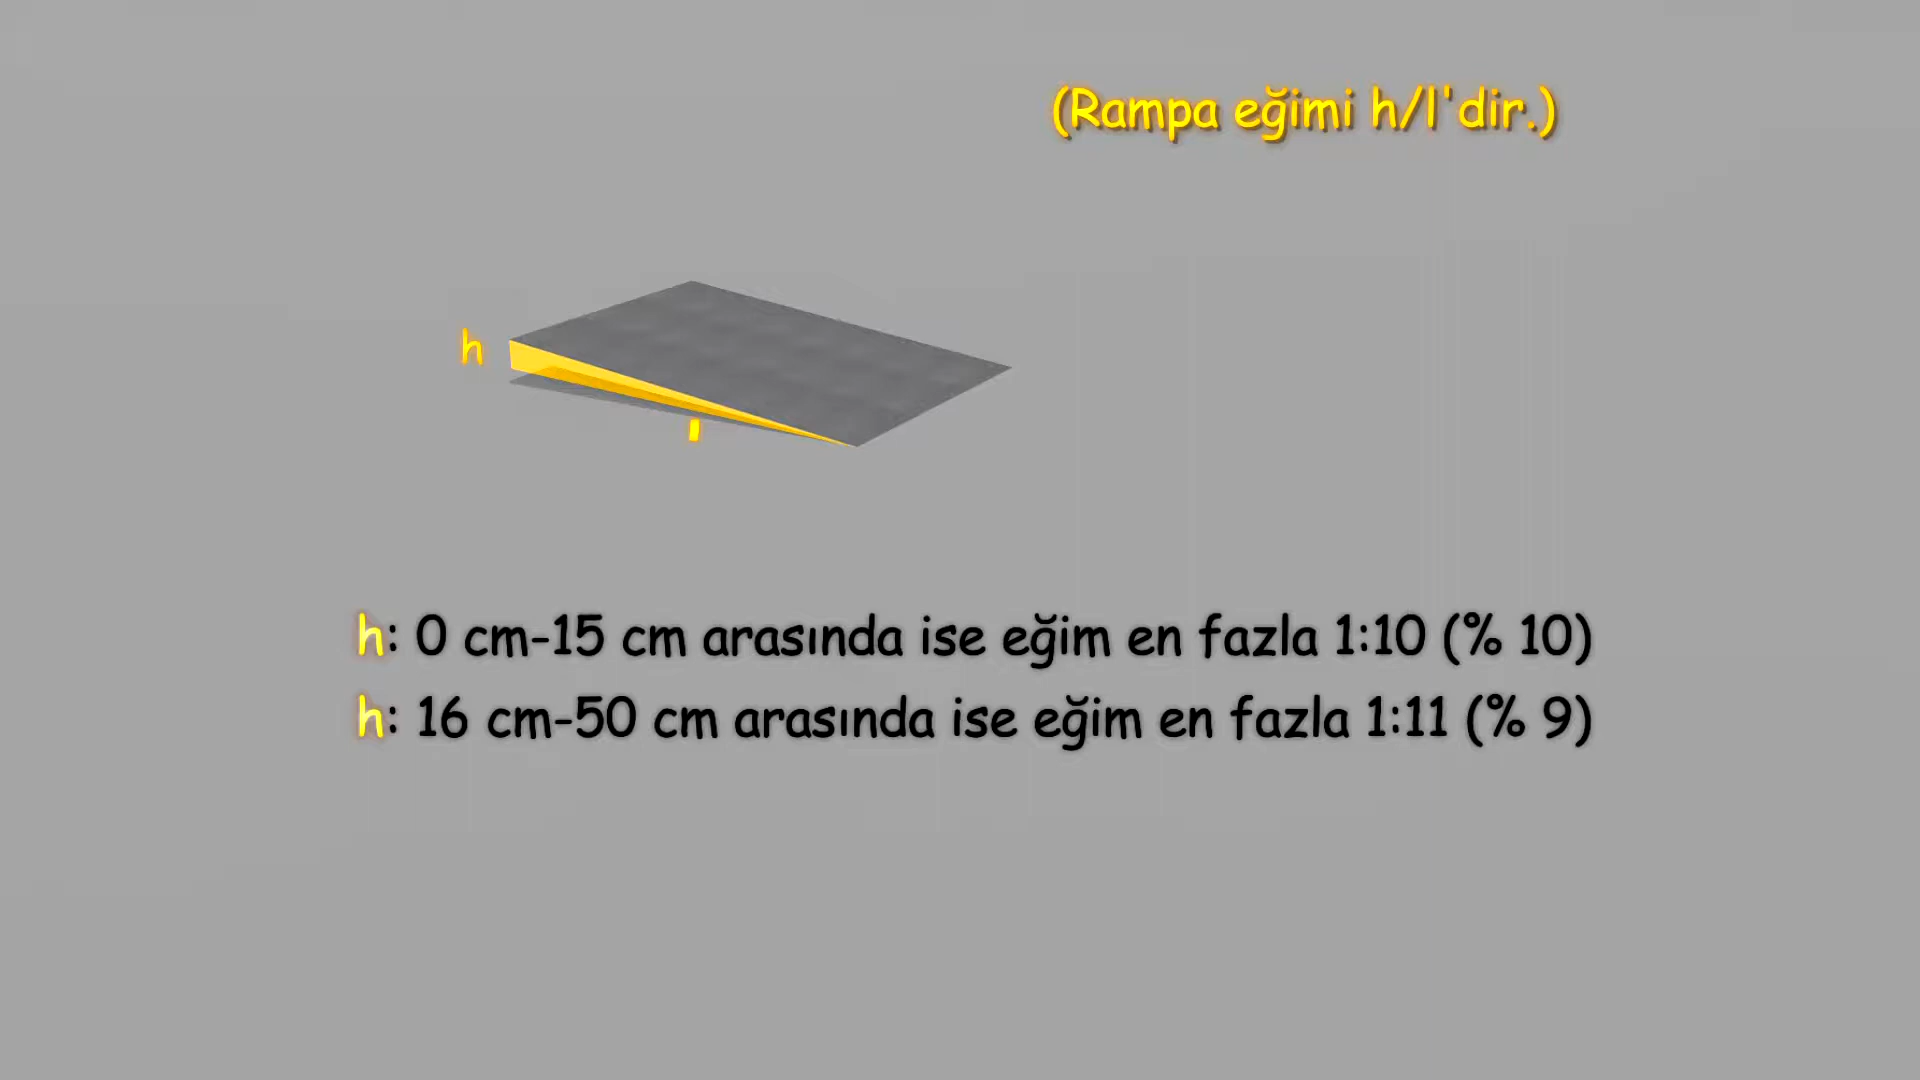 (Rampa eğimi h/l'dir.)
h
l
h: 0 cm-15 cm arasında ise eğim en fazla 1:10 (% 10)
h: 16 cm-50 cm arasında ise eğim en fazla 1:11 (% 9)